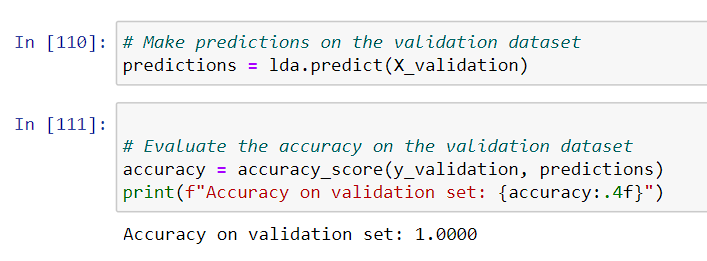 In [110]: # Make predictions on the validation dataset
predictions = lda.predict(X_validation)
In [111]:
# Evaluate the accuracy on the validation dataset
accuracy = accuracy_score(y_validation, predictions)
print(f"Accuracy on validation set: {accuracy:.4f}")
Accuracy on validation set: 1.0000